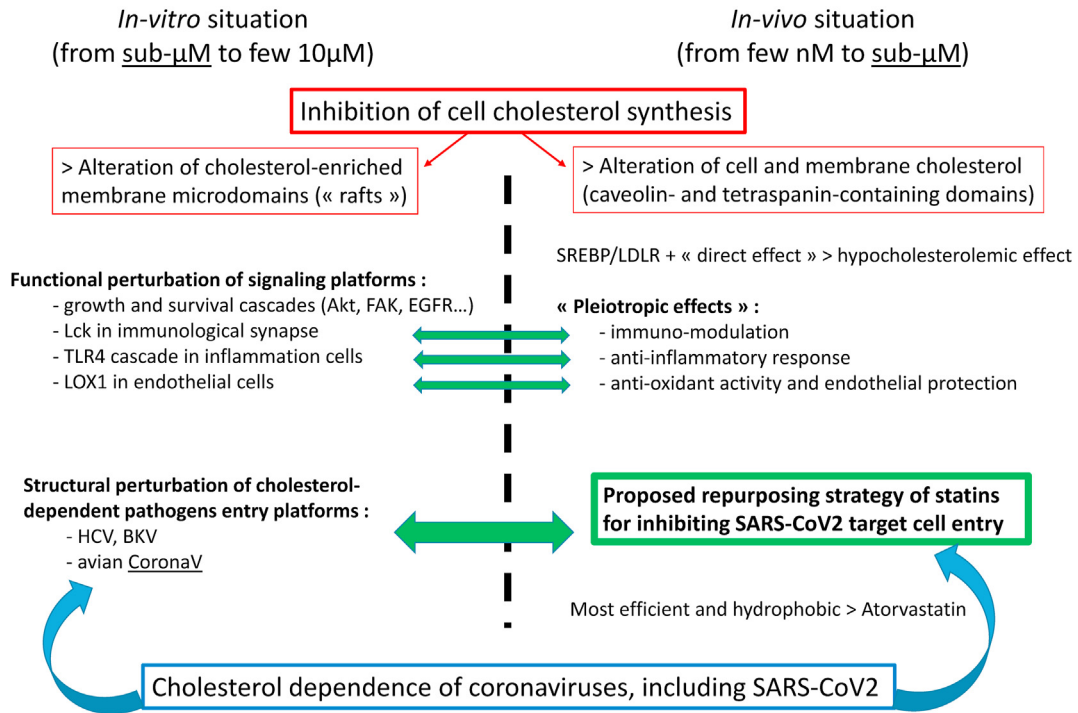 In-vitro situation
(from sub-µM to few 10µM)
In-vivo situation
(from few nM to sub-µM)
Inhibition of cell cholesterol synthesis
> Alteration of cholesterol-enriched
membrane microdomains (« rafts »)
> Alteration of cell and membrane cholesterol
(caveolin- and tetraspanin-containing domains)
SREBP/LDLR + « direct effect » > hypocholesterolemic effect
Functional perturbation of signaling platforms :
- growth and survival cascades (Akt, FAK, EGFR...)
- Lck in immunological synapse
- TLR4 cascade in inflammation cells
- LOX1 in endothelial cells
« Pleiotropic effects » :
- immuno-modulation
- anti-inflammatory response
- anti-oxidant activity and endothelial protection
Structural perturbation of cholesterol-
dependent pathogens entry platforms :
- HCV, BKV
- avian CoronaV
Proposed repurposing strategy of statins
for inhibiting SARS-CoV2 target cell entry
Most efficient and hydrophobic > Atorvastatin
Cholesterol dependence of coronaviruses, including SARS-CoV2